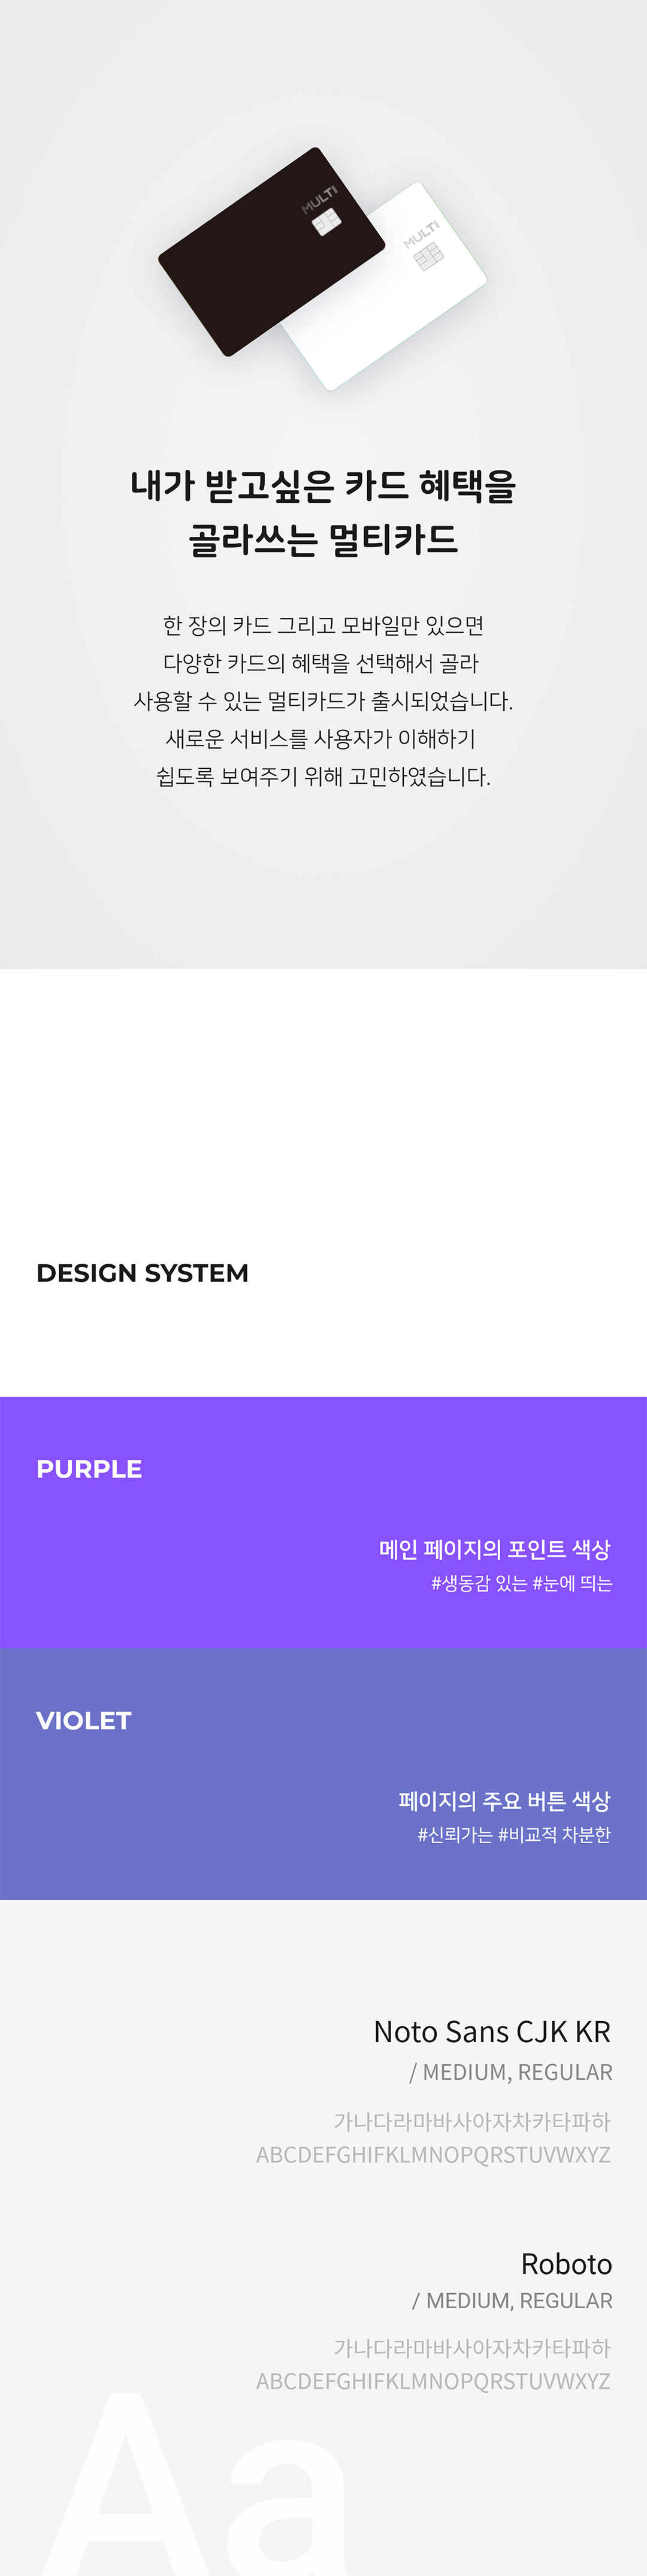 MULTI
MULTI
내가 받고싶은 카드 혜택을
골라쓰는 멀티카드
한 장의 카드 그리고 모바일만 있으면
다양한 카드의 혜택을 선택해서 골라
사용할 수 있는 멀티카드가 출시되었습니다.
새로운 서비스를 사용자가 이해하기
쉽도록 보여주기 위해 고민하였습니다.
DESIGN SYSTEM
PURPLE
메인 페이지의 포인트 색상
#생동감 있는 #눈에 띄는
VIOLET
페이지의 주요 버튼 색상
#신뢰가는 #비교적 차분한
Noto Sans CJK KR
/ MEDIUM, REGULAR
가나다라마바사아자차카타파하
ABCDEFGHIFKLMNOPQRSTUVWXYZ
Roboto
/ MEDIUM, REGULAR
가나다라마바사아자차카타파하
ABCDEFGHIFKLMNOPQRSTUVWXYZ
Aa